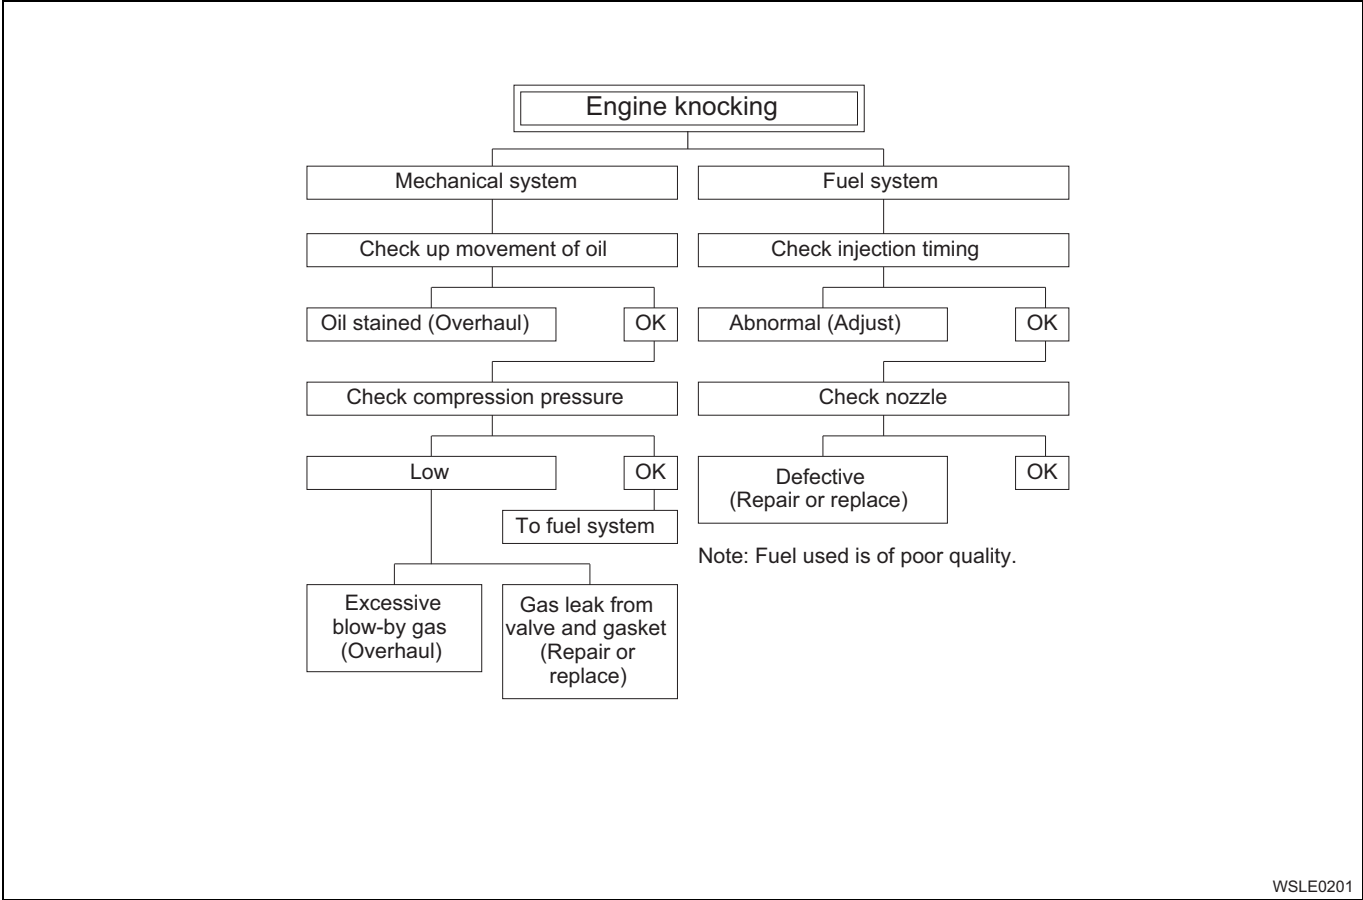 Engine knocking
Mechanical system
Fuel system
Check up movement of oil
Check injection timing
Oil stained (Overhaul)
OK
Abnormal (Adjust)
OK
Check compression pressure
Check nozzle
Low
OK
Defective
(Repair or replace)
OK
To fuel system
Note: Fuel used is of poor quality.
Excessive
blow-by gas
(Overhaul)
Gas leak from
valve and gasket
(Repair or
replace)
WSLE0201